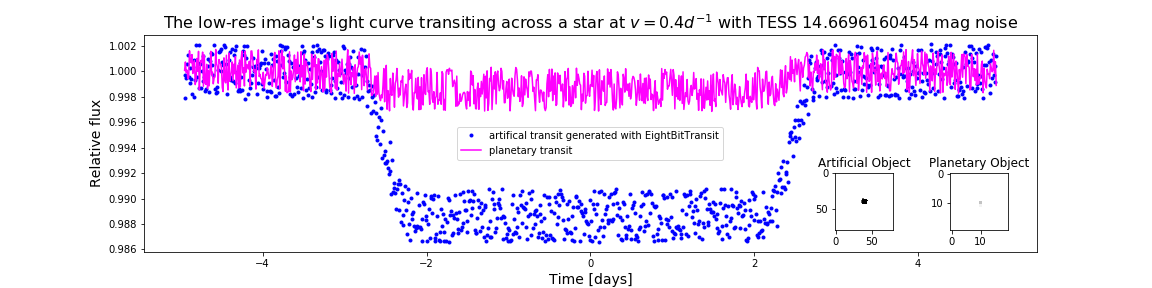 The low-res image's light curve transiting across a star at v = 0.4d⁻¹ with TESS 14.6696160454 mag noise
1.002
1.000
0.998
0.996
0.994
0.992
0.990
0.988
0.986
Relative flux
artifical transit generated with EightBitTransit
planetary transit
Artificial Object
0
50
0 50
Planetary Object
0
10
0 10
−4 −2 0 2 4
Time [days]